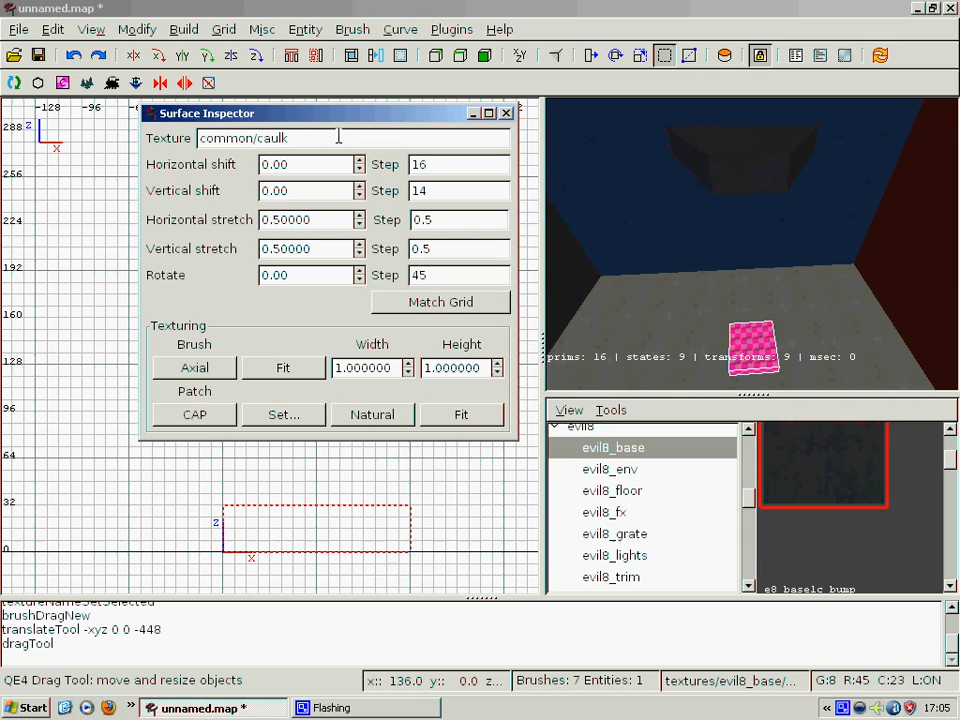 unnamed.map *
File Edit View Modify Build Grid Misc Entity Brush Curve Plugins Help
-128 -96
288
256
224
192
160
128
96
64
32
0
z
x
z
x
Surface Inspector
Texture common/caulk
Horizontal shift 0.00 Step 16
Vertical shift 0.00 Step 14
Horizontal stretch 0.50000 Step 0.5
Vertical stretch 0.50000 Step 0.5
Rotate 0.00 Step 45
Match Grid
Texturing
Brush Width Height
Axial Fit 1.000000 1.000000
Patch
CAP Set... Natural Fit
prims: 16 | states: 9 | transforms: 9 | msec: 0
View Tools
evil8
evil8_base
evil8_env
evil8_floor
evil8_fx
evil8_grate
evil8_lights
evil8_trim
e8 baselc bump
textureNameSetSelected
brushDragNew
translateTool -xyz 0 0 -448
dragTool
QE4 Drag Tool: move and resize objects x:: 136.0 y:: 0.0 z... Brushes: 7 Entities: 1 textures/evil8_base/... G:8 R:45 C:23 L:ON
Start unnamed.map * Flashing 17:05